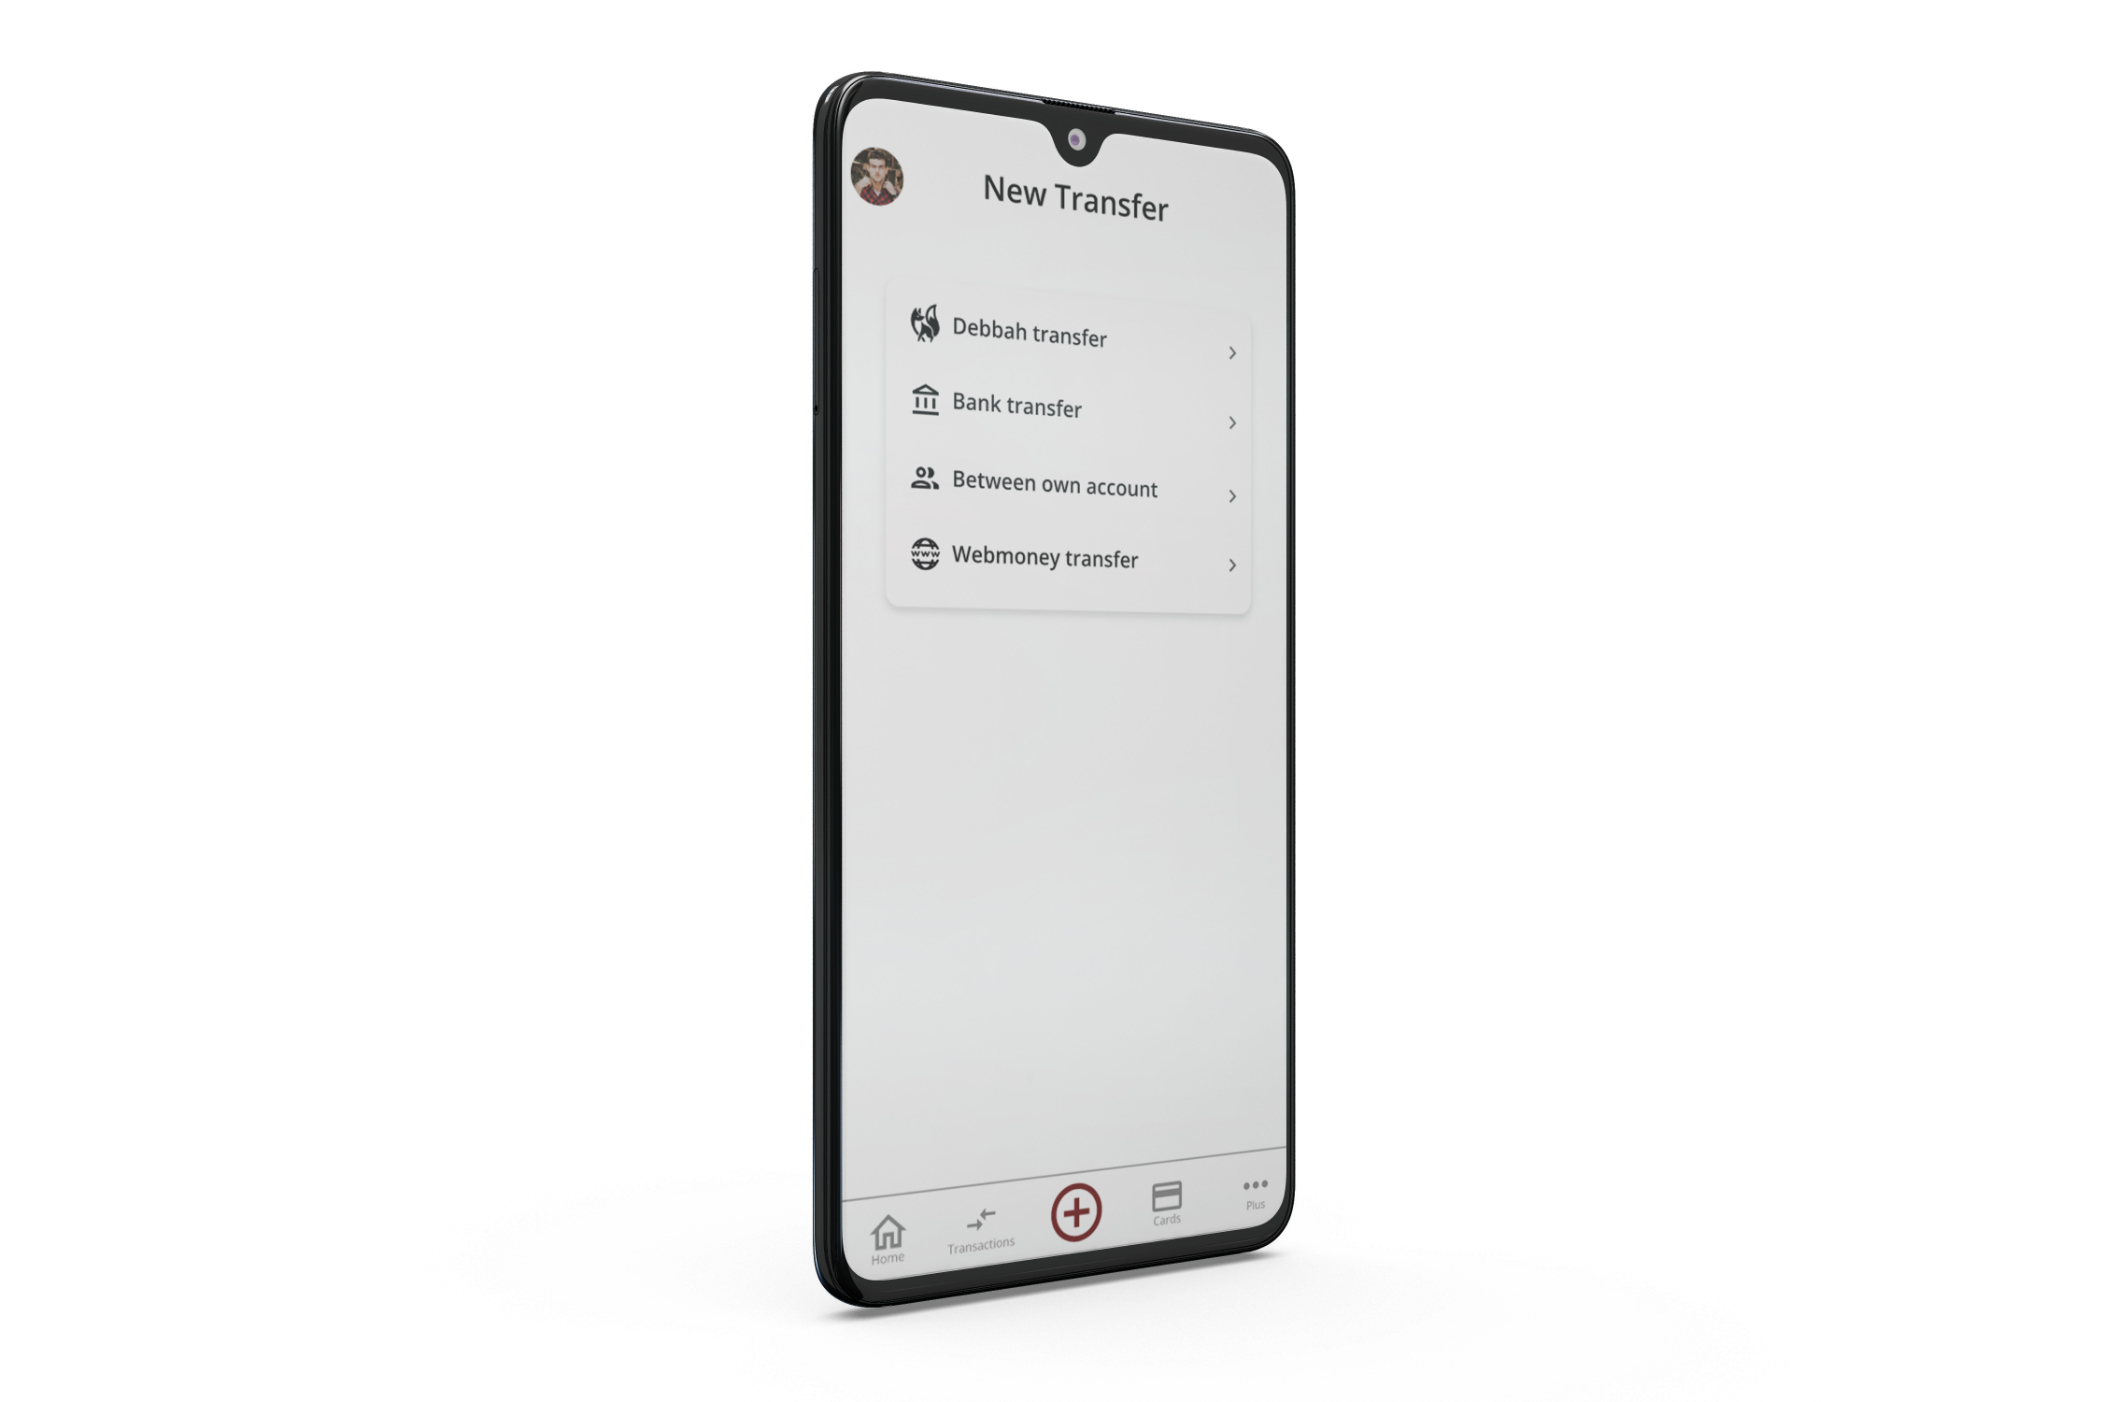 New Transfer
Debbah transfer
Bank transfer
Between own account
Webmoney transfer
Home
Transactions
Cards
Plus